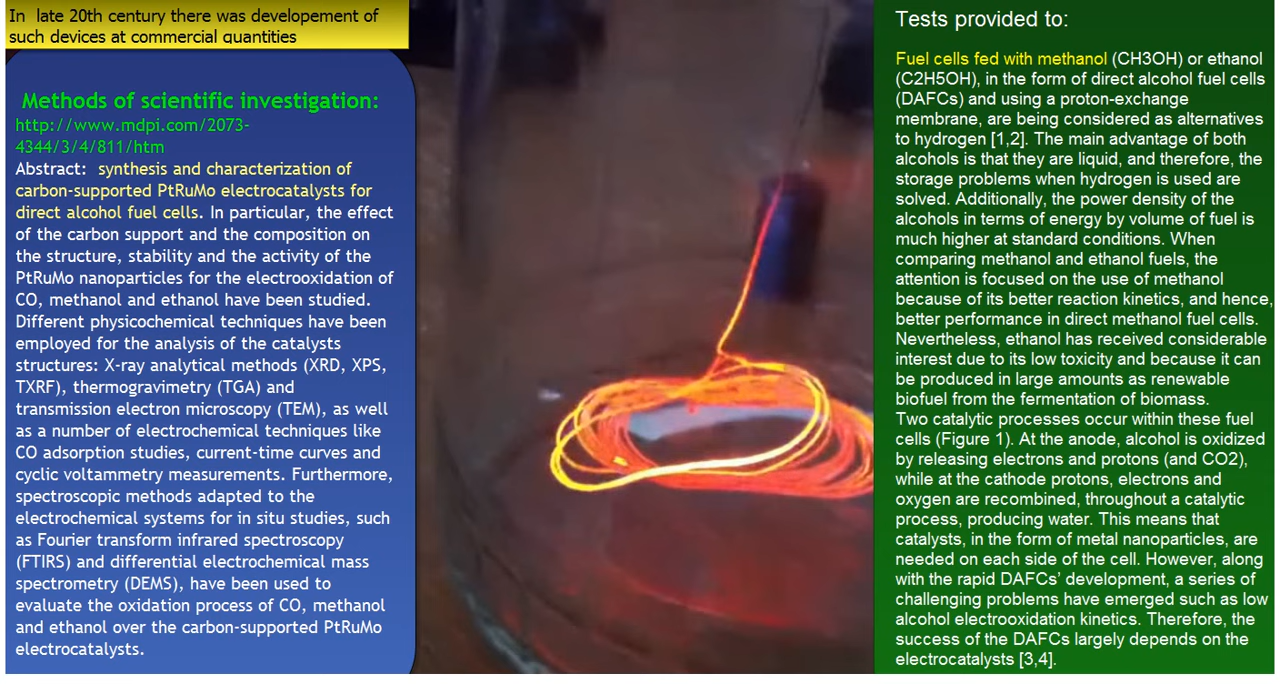 In late 20th century there was developement of
such devices at commercial quantities
Methods of scientific investigation:
http://www.mdpi.com/2073-
4344/3/4/811/htm
Abstract: synthesis and characterization of
carbon-supported PtRuMo electrocatalysts for
direct alcohol fuel cells. In particular, the effect
of the carbon support and the composition on
the structure, stability and the activity of the
PtRuMo nanoparticles for the electrooxidation of
CO, methanol and ethanol have been studied.
Different physicochemical techniques have been
employed for the analysis of the catalysts
structures: X-ray analytical methods (XRD, XPS,
TXRF), thermogravimetry (TGA) and
transmission electron microscopy (TEM), as well
as a number of electrochemical techniques like
CO adsorption studies, current-time curves and
cyclic voltammetry measurements. Furthermore,
spectroscopic methods adapted to the
electrochemical systems for in situ studies, such
as Fourier transform infrared spectroscopy
(FTIRS) and differential electrochemical mass
spectrometry (DEMS), have been used to
evaluate the oxidation process of CO, methanol
and ethanol over the carbon-supported PtRuMo
electrocatalysts.
Tests provided to:
Fuel cells fed with methanol (CH3OH) or ethanol
(C2H5OH), in the form of direct alcohol fuel cells
(DAFCs) and using a proton-exchange
membrane, are being considered as alternatives
to hydrogen [1,2]. The main advantage of both
alcohols is that they are liquid, and therefore, the
storage problems when hydrogen is used are
solved. Additionally, the power density of the
alcohols in terms of energy by volume of fuel is
much higher at standard conditions. When
comparing methanol and ethanol fuels, the
attention is focused on the use of methanol
because of its better reaction kinetics, and hence,
better performance in direct methanol fuel cells.
Nevertheless, ethanol has received considerable
interest due to its low toxicity and because it can
be produced in large amounts as renewable
biofuel from the fermentation of biomass.
Two catalytic processes occur within these fuel
cells (Figure 1). At the anode, alcohol is oxidized
by releasing electrons and protons (and CO2),
while at the cathode protons, electrons and
oxygen are recombined, throughout a catalytic
process, producing water. This means that
catalysts, in the form of metal nanoparticles, are
needed on each side of the cell. However, along
with the rapid DAFCs’ development, a series of
challenging problems have emerged such as low
alcohol electrooxidation kinetics. Therefore, the
success of the DAFCs largely depends on the
electrocatalysts [3,4].